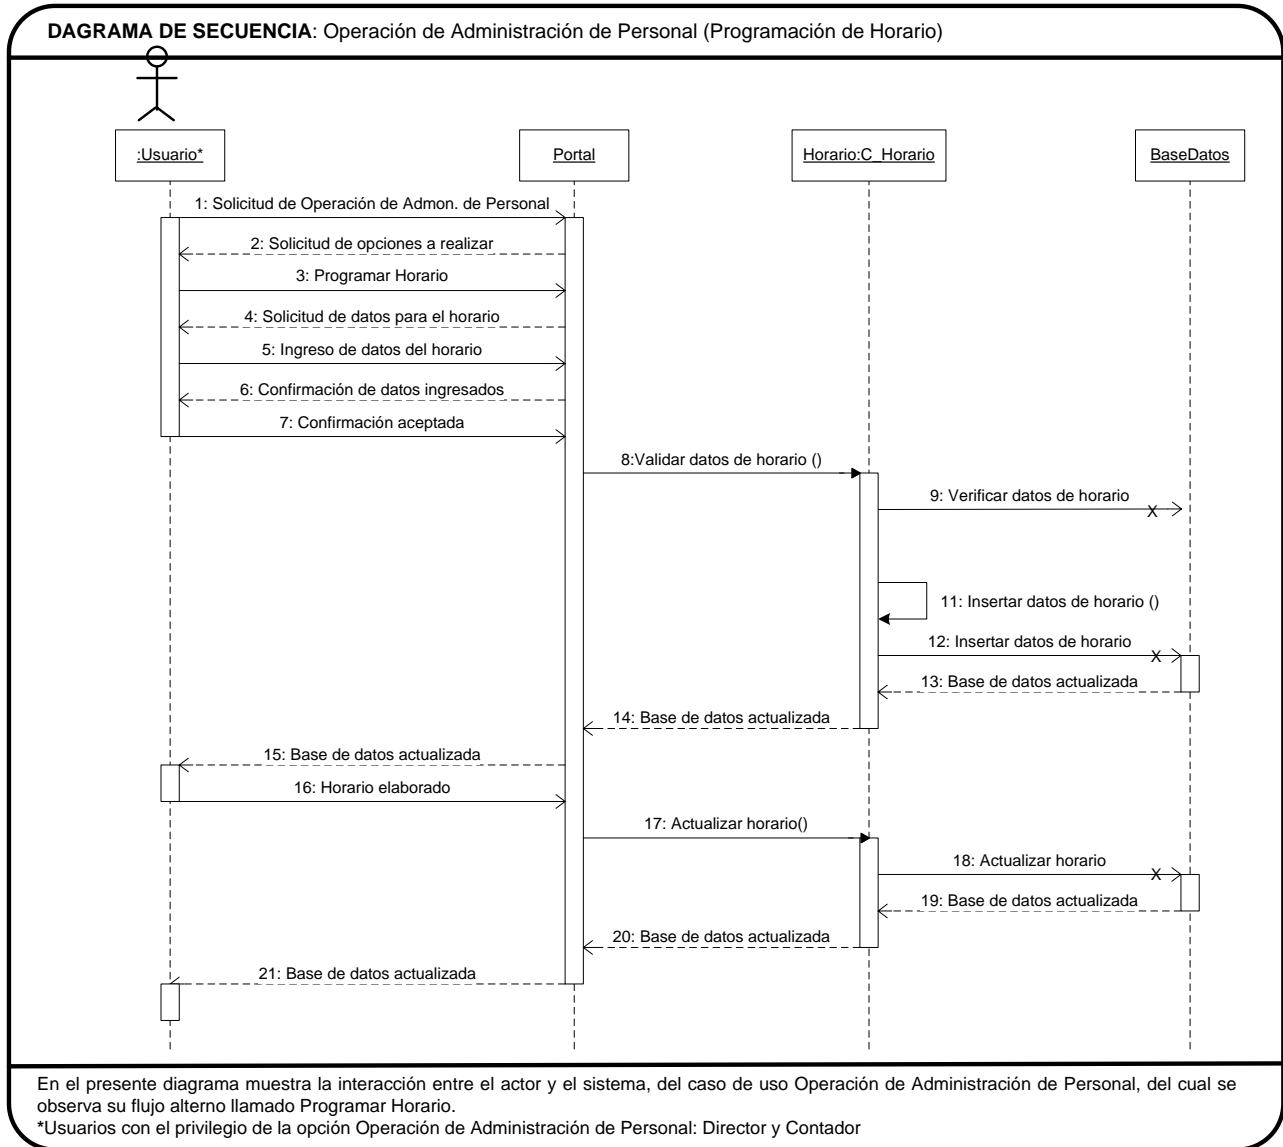 DAGRAMA DE SECUENCIA: Operación de Administración de Personal (Programación de Horario)
:Usuario*
Portal
Horario:C_Horario
BaseDatos
1: Solicitud de Operación de Admon. de Personal
2: Solicitud de opciones a realizar
3: Programar Horario
4: Solicitud de datos para el horario
5: Ingreso de datos del horario
6: Confirmación de datos ingresados
7: Confirmación aceptada
8:Validar datos de horario ()
9: Verificar datos de horario
X
11: Insertar datos de horario ()
12: Insertar datos de horario
X
13: Base de datos actualizada
14: Base de datos actualizada
15: Base de datos actualizada
16: Horario elaborado
17: Actualizar horario()
18: Actualizar horario
X
19: Base de datos actualizada
20: Base de datos actualizada
21: Base de datos actualizada
En el presente diagrama muestra la interacción entre el actor y el sistema, del caso de uso Operación de Administración de Personal, del cual se
observa su flujo alterno llamado Programar Horario.
*Usuarios con el privilegio de la opción Operación de Administración de Personal: Director y Contador